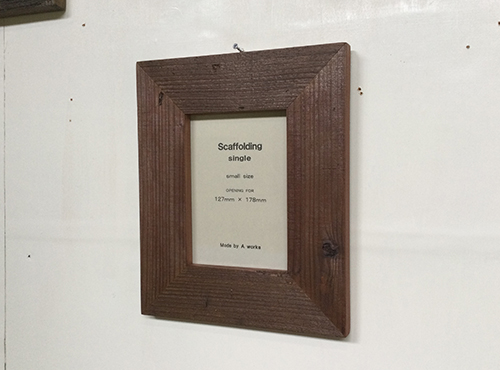 Scaffolding
single
small size
OPENING FOR
127mm × 178mm
Made by A works